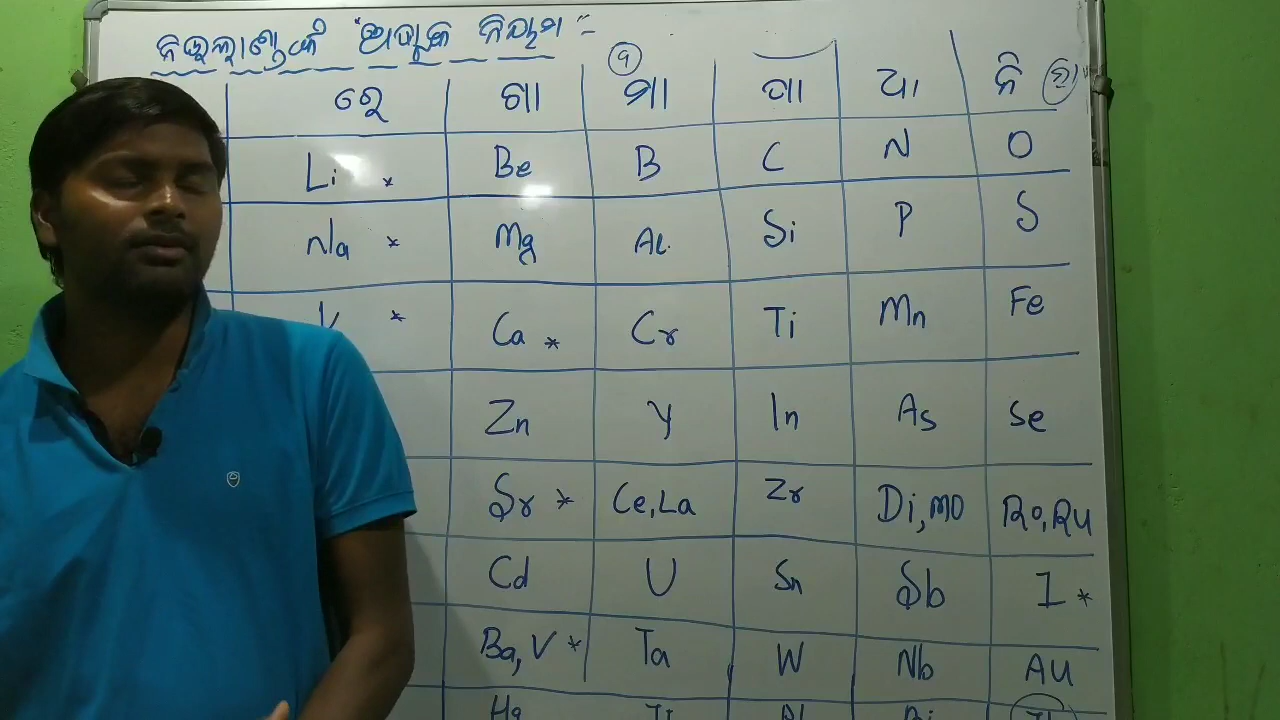 ନିଉଲାଣ୍ଡଙ୍କ "ଅଷ୍ଟକ ନିୟମ"
ରେ ଗା ମା ପା ଧା ନି
Li * Be B C N O
Na * Mg Al Si P S
* Ca * Cr Ti Mn Fe
Zn Y In As Se
Sr * Ce, La Zr Di, MO Ro, Ru
Cd U Sn Sb I *
Ba, V * Ta W Nb AU
Hg